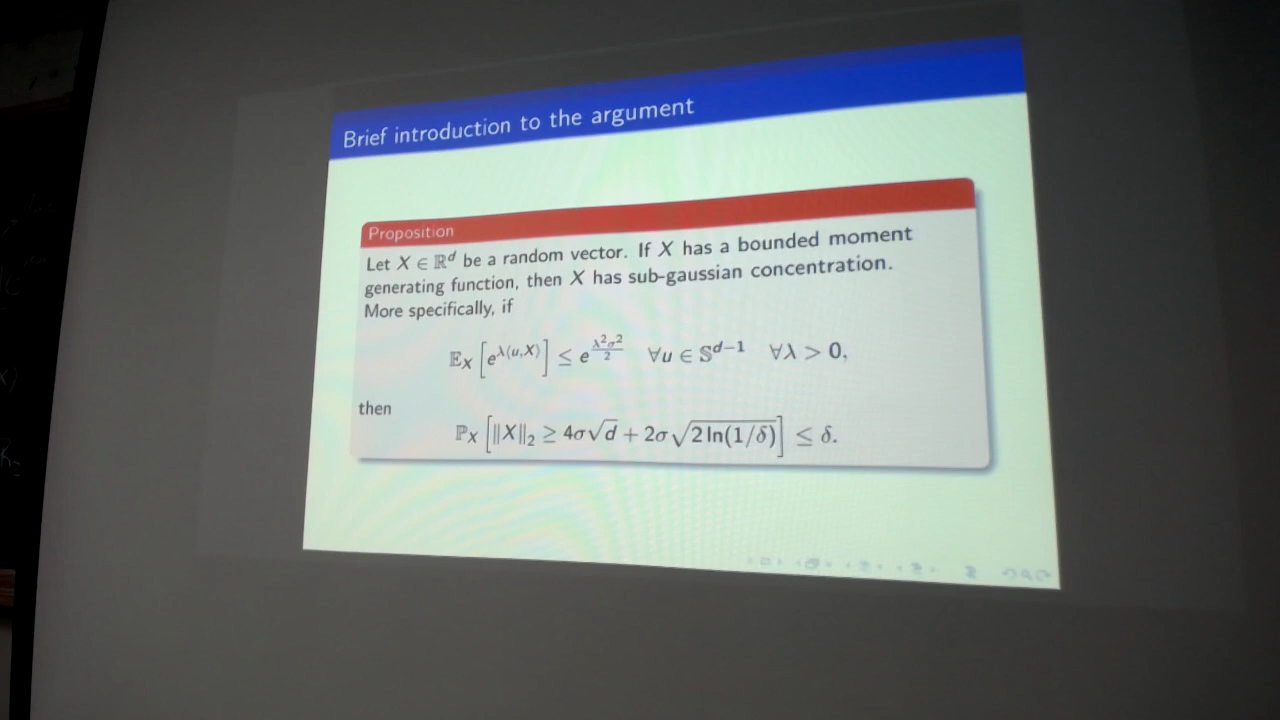 Brief introduction to the argument
Proposition
Let X ∈ ℝᵈ be a random vector. If X has a bounded moment
generating function, then X has sub-gaussian concentration.
More specifically, if
𝔼_X [e^{λ⟨u,X⟩}] ≤ e^{λ²σ²/2} ∀u ∈ 𝕊^{d−1} ∀λ > 0,
then
ℙ_X [‖X‖₂ ≥ 4σ√d + 2σ√(2 ln(1/δ))] ≤ δ.